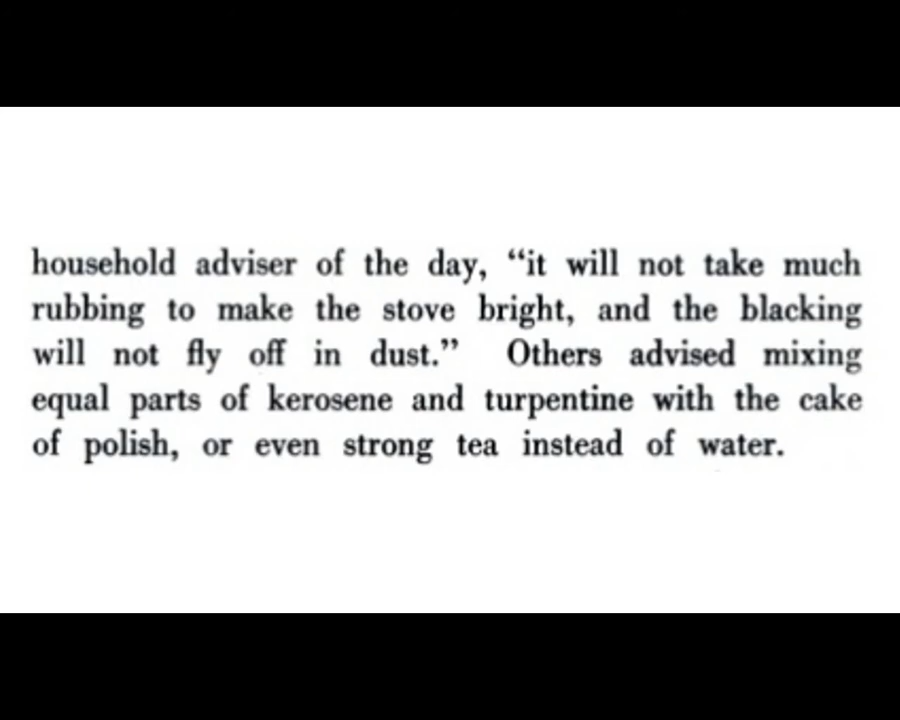 household adviser of the day, “it will not take much
rubbing to make the stove bright, and the blacking
will not fly off in dust.” Others advised mixing
equal parts of kerosene and turpentine with the cake
of polish, or even strong tea instead of water.